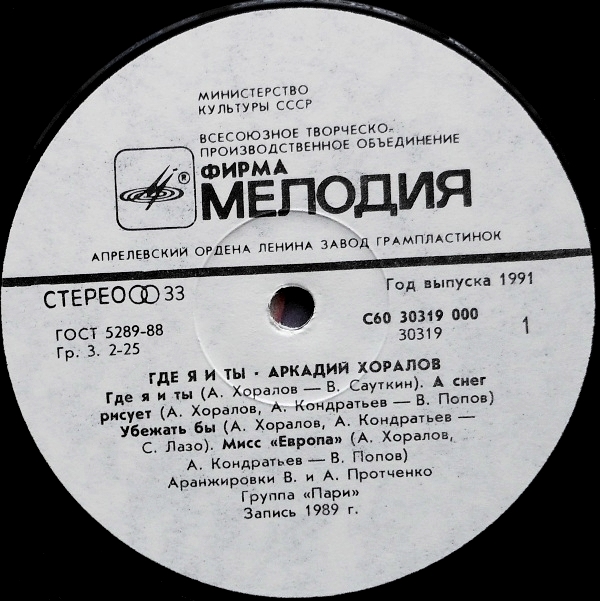 МИНИСТЕРСТВО
КУЛЬТУРЫ СССР
ВСЕСОЮЗНОЕ ТВОРЧЕСКО-
ПРОИЗВОДСТВЕННОЕ ОБЪЕДИНЕНИЕ
ФИРМА
®
МЕЛОДИЯ
АПРЕЛЕВСКИЙ ОРДЕНА ЛЕНИНА ЗАВОД ГРАМПЛАСТИНОК
СТЕРЕО 33
Год выпуска 1991
ГОСТ 5289-88
Гр. 3. 2-25
С60 30319 000
30319
1
ГДЕ Я И ТЫ · АРКАДИЙ ХОРАЛОВ
Где я и ты (А. Хоралов — В. Сауткин). А снег
рисует (А. Хоралов, А. Кондратьев — В. Попов)
Убежать бы (А. Хоралов, А. Кондратьев —
С. Лазо). Мисс «Европа» (А. Хоралов,
А. Кондратьев — В. Попов)
Аранжировки В. и А. Протченко
Группа «Пари»
Запись 1989 г.